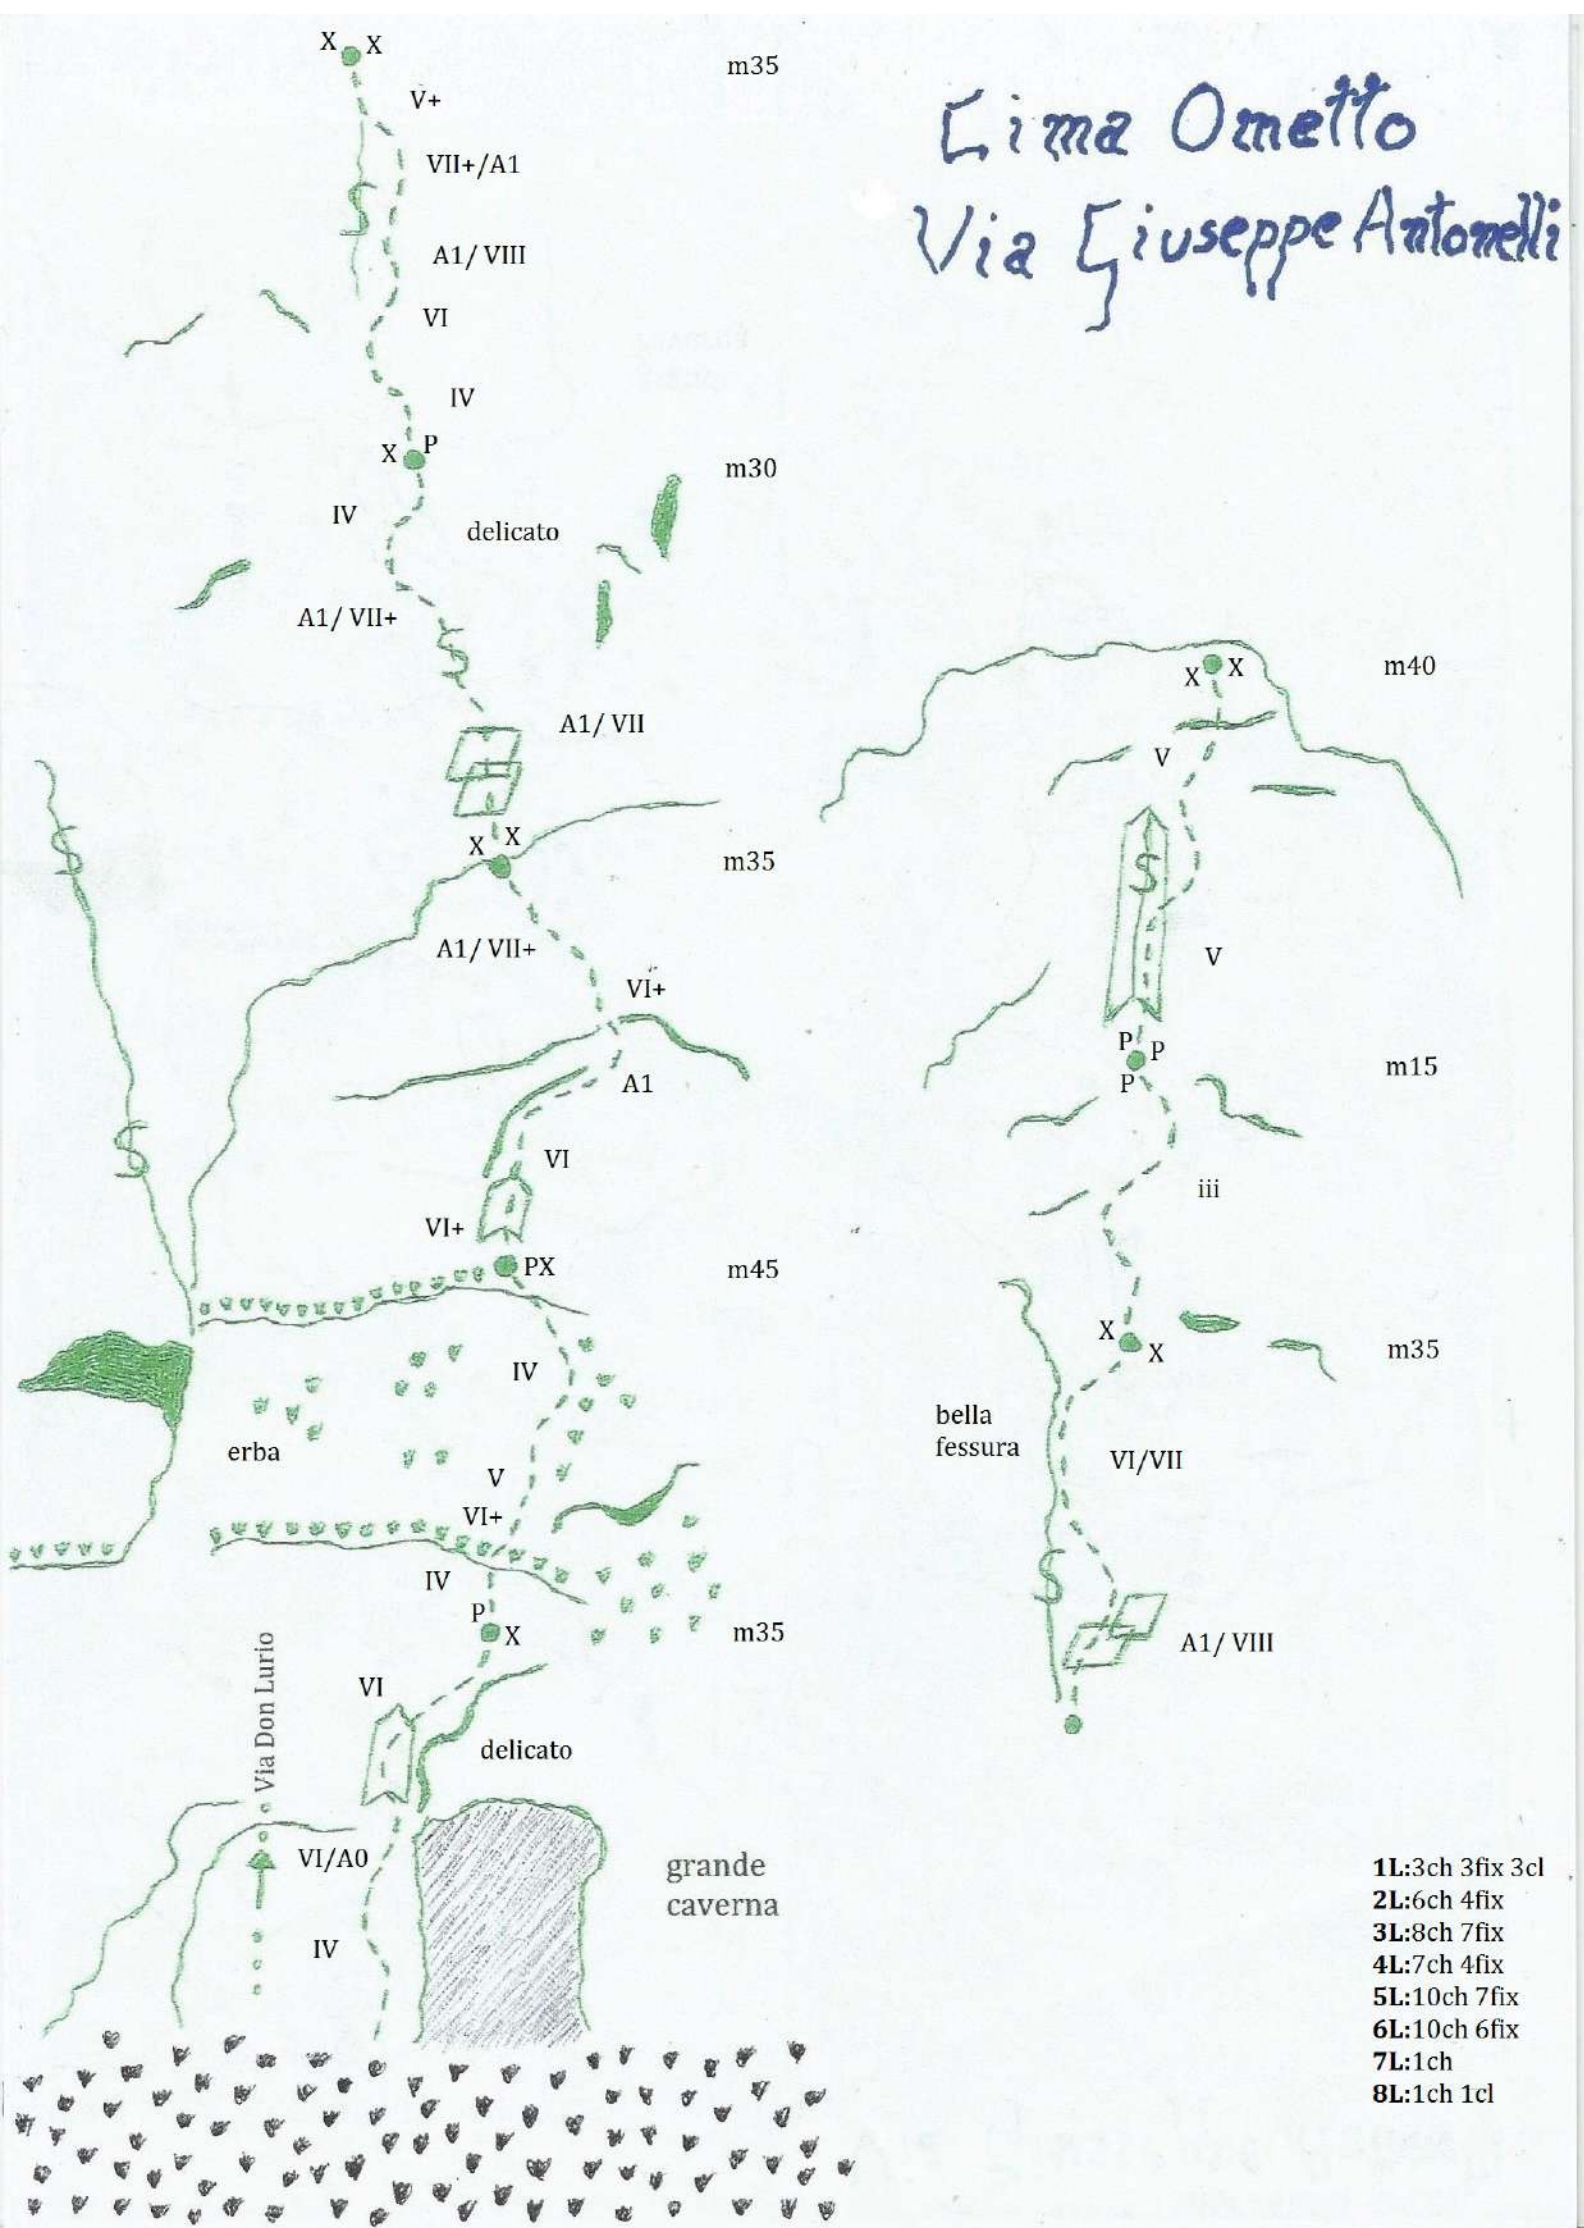 Cima Ometto
Via Giuseppe Antonelli
X X
m35
V+
VII+/A1
A1/ VIII
VI
IV
X P
m30
IV
delicato
A1/ VII+
A1/ VII
X X
m35
A1/ VII+
VI+
A1
VI
VI+
PX
m45
IV
erba
V
VI+
IV
P
X
m35
VI
Via Don Lurio
delicato
VI/A0
grande
caverna
IV
X X
m40
V
V
P P
P
m15
iii
X
X
m35
bella
fessura
VI/VII
A1/ VIII
1L:3ch 3fix 3cl
2L:6ch 4fix
3L:8ch 7fix
4L:7ch 4fix
5L:10ch 7fix
6L:10ch 6fix
7L:1ch
8L:1ch 1cl